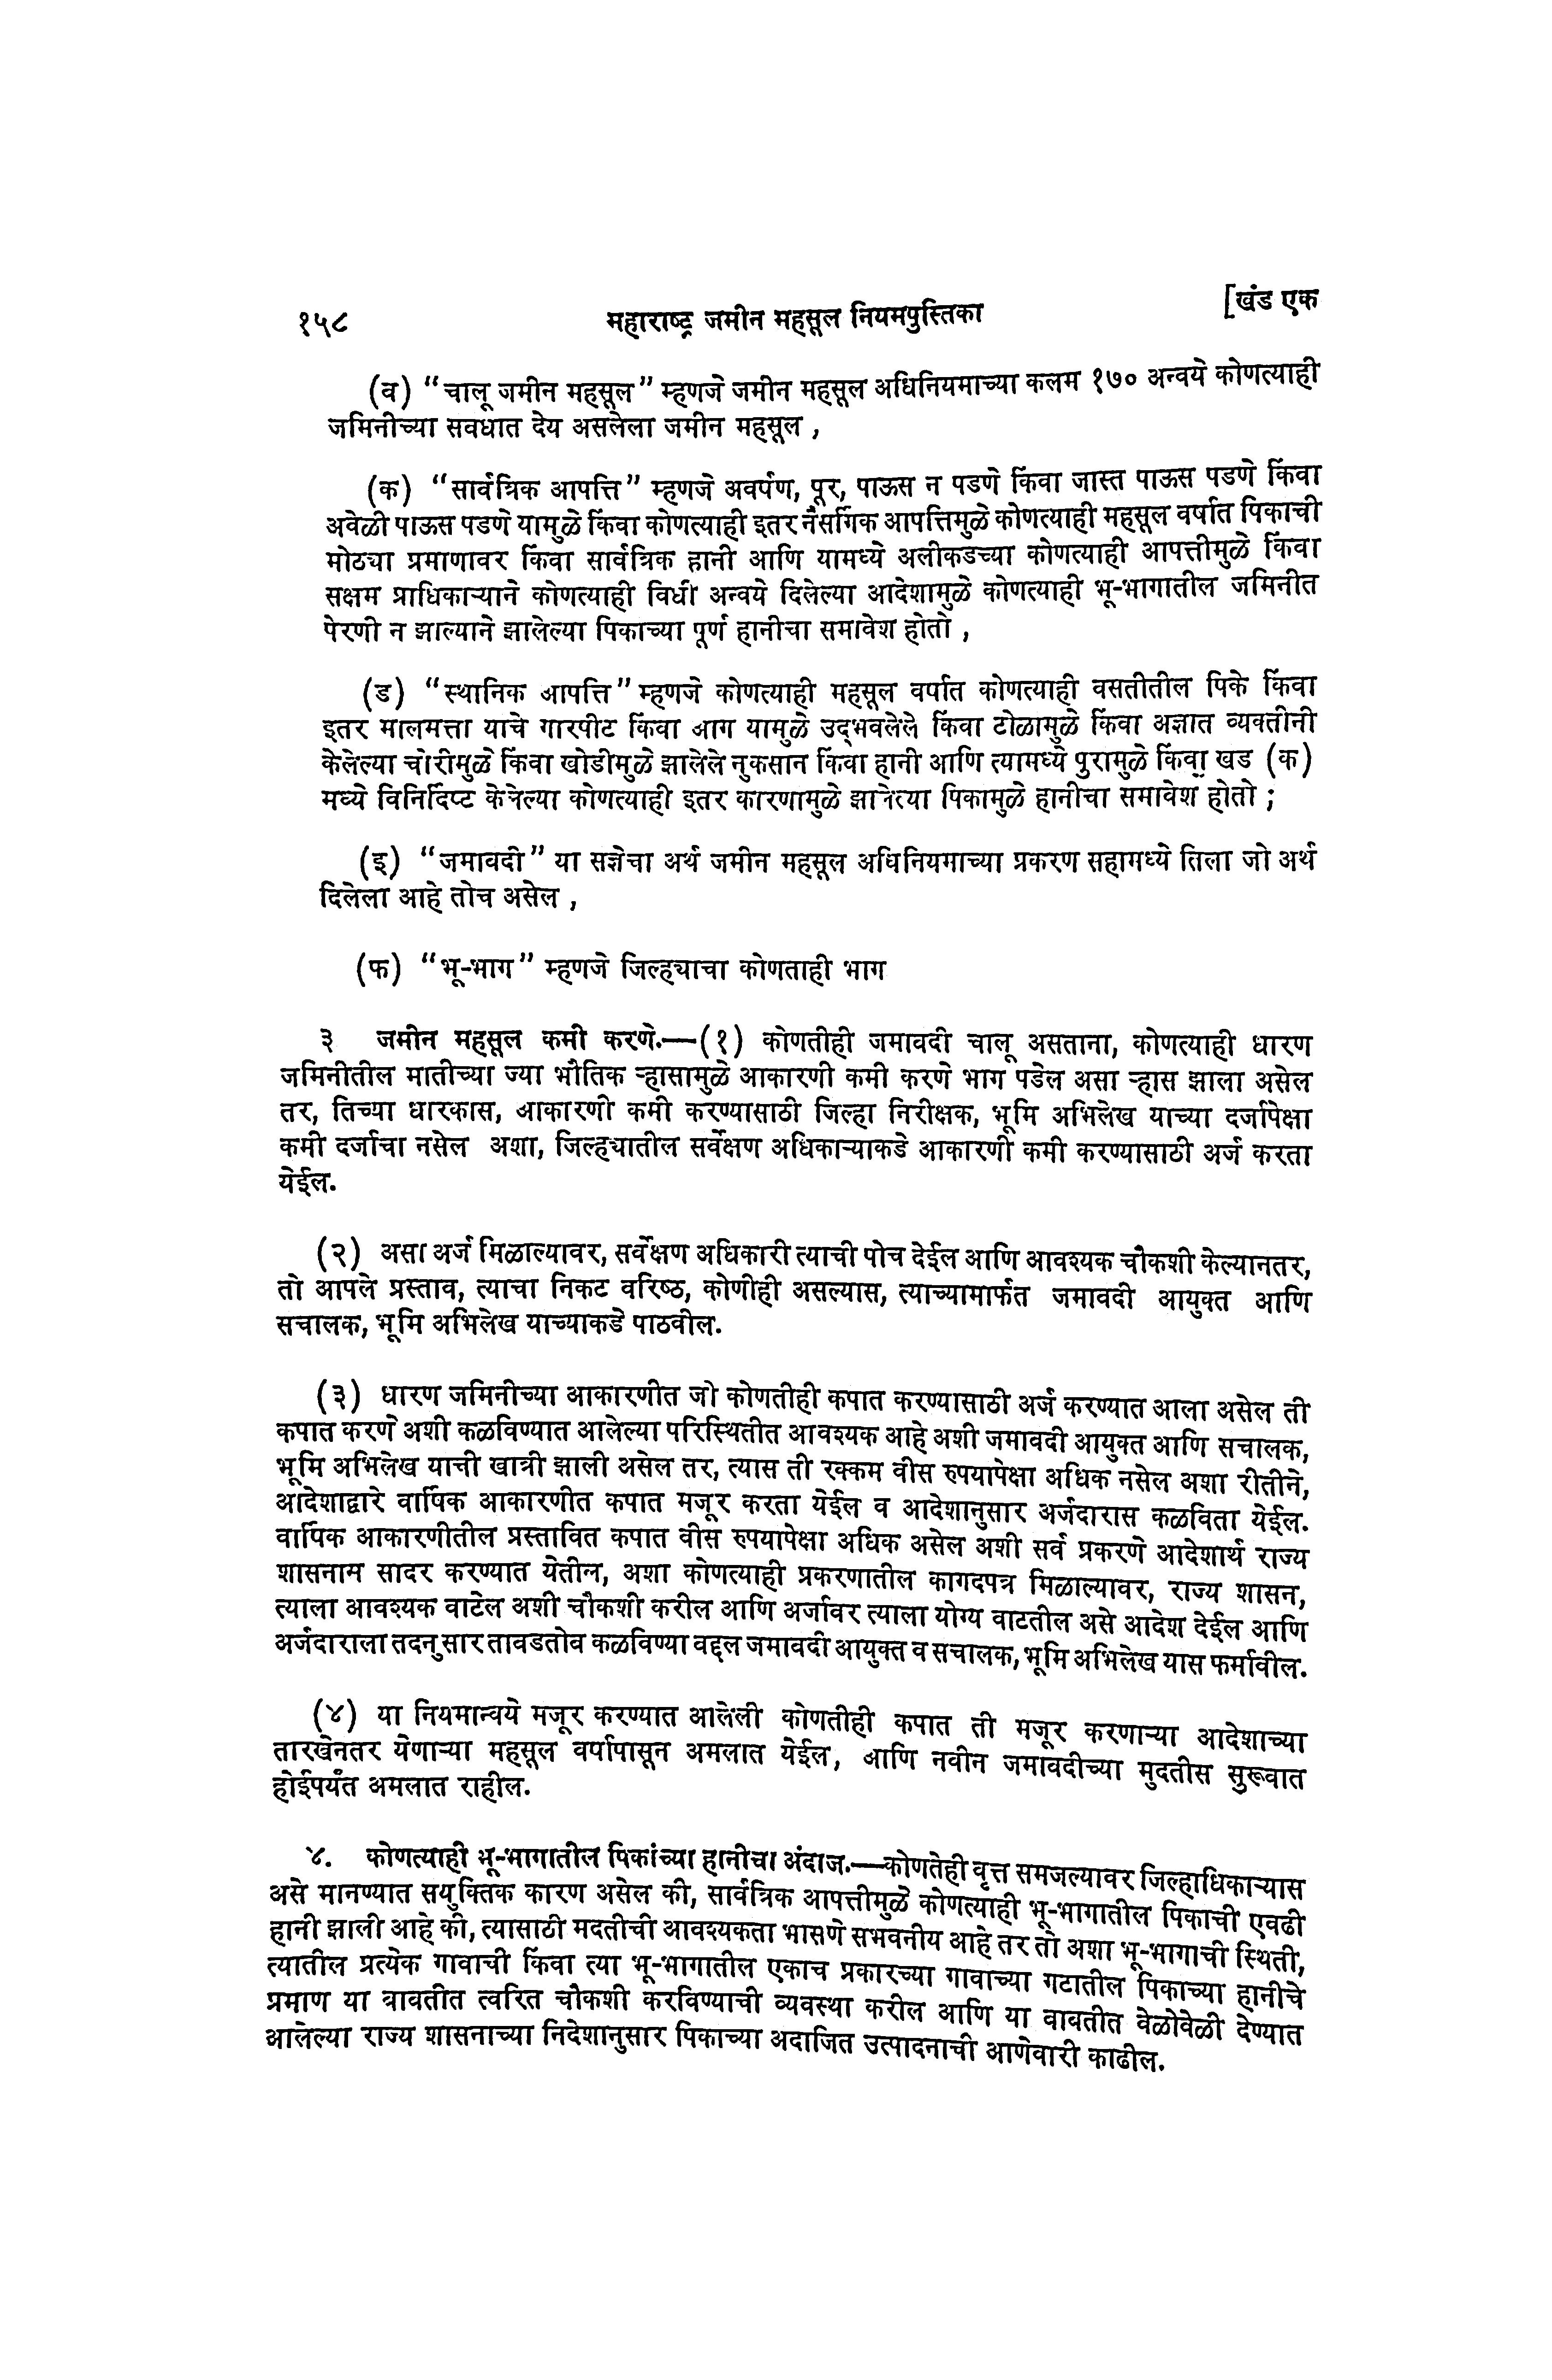 १५८ महाराष्ट्र जमीन महसूल नियमपुस्तिका [खंड एक
(व) “चालू जमीन महसूल” म्हणजे जमीन महसूल अधिनियमाच्या कलम १७० अन्वये कोणत्याही
जमिनीच्या सवधात देय असलेला जमीन महसूल ,
(क) “सार्वत्रिक आपत्ति” म्हणजे अवर्षण, पूर, पाऊस न पडणे किंवा जास्त पाऊस पडणे किंवा
अवेळी पाऊस पडणे यामुळे किंवा कोणत्याही इतर नैसर्गिक आपत्तिमुळे कोणत्याही महसूल वर्षात पिकाची
मोठ्या प्रमाणावर किंवा सार्वत्रिक हानी आणि यामध्ये अलीकडच्या कोणत्याही आपत्तीमुळे किंवा
सक्षम प्राधिकाऱ्याने कोणत्याही विधी अन्वये दिलेल्या आदेशामुळे कोणत्याही भू-भागातील जमिनीत
पेरणी न झाल्याने झालेल्या पिकाच्या पूर्ण हानीचा समावेश होतो ,
(ड) “स्थानिक आपत्ति” म्हणजे कोणत्याही महसूल वर्षात कोणत्याही वसतीतील पिके किंवा
इतर मालमत्ता याचे गारपीट किंवा आग यामुळे उद्‌भवलेले किंवा टोळामुळे किंवा अज्ञात व्यक्तीनी
केलेल्या चोरीमुळे किंवा खोडीमुळे झालेले नुकसान किंवा हानी आणि त्यामध्ये पुरामुळे किंवा खड (क)
मध्ये विनिर्दिष्ट केलेल्या कोणत्याही इतर कारणामुळे झालेल्या पिकामुळे हानीचा समावेश होतो ;
(इ) “जमावदी” या सज्ञेचा अर्थ जमीन महसूल अधिनियमाच्या प्रकरण सहामध्ये तिला जो अर्थ
दिलेला आहे तोच असेल ,
(फ) “भू-भाग” म्हणजे जिल्ह्याचा कोणताही भाग
३ जमीन महसूल कमी करणे.—(१) कोणतीही जमावदी चालू असताना, कोणत्याही धारण
जमिनीतील मातीच्या ज्या भौतिक ऱ्हासामुळे आकारणी कमी करणे भाग पडेल असा ऱ्हास झाला असेल
तर, तिच्या धारकास, आकारणी कमी करण्यासाठी जिल्हा निरीक्षक, भूमि अभिलेख याच्या दर्जापेक्षा
कमी दर्जाचा नसेल अशा, जिल्ह्यातील सर्वेक्षण अधिकाऱ्याकडे आकारणी कमी करण्यासाठी अर्ज करता
येईल.
(२) असा अर्ज मिळाल्यावर, सर्वेक्षण अधिकारी त्याची पोच देईल आणि आवश्यक चौकशी केल्यानतर,
तो आपले प्रस्ताव, त्याचा निकट वरिष्ठ, कोणीही असल्यास, त्याच्यामार्फत जमावदी आयुक्त आणि
सचालक, भूमि अभिलेख याच्याकडे पाठवील.
(३) धारण जमिनीच्या आकारणीत जो कोणतीही कपात करण्यासाठी अर्ज करण्यात आला असेल ती
कपात करणे अशी कळविण्यात आलेल्या परिस्थितीत आवश्यक आहे अशी जमावदी आयुक्त आणि सचालक,
भूमि अभिलेख याची खात्री झाली असेल तर, त्यास ती रक्कम वीस रुपयापेक्षा अधिक नसेल अशा रीतीने,
आदेशाद्वारे वार्षिक आकारणीत कपात मजूर करता येईल व आदेशानुसार अर्जदारास कळविता येईल.
वार्षिक आकारणीतील प्रस्तावित कपात वीस रुपयापेक्षा अधिक असेल अशी सर्व प्रकरणे आदेशार्थ राज्य
शासनाम सादर करण्यात येतील, अशा कोणत्याही प्रकरणातील कागदपत्र मिळाल्यावर, राज्य शासन,
त्याला आवश्यक वाटेल अशी चौकशी करील आणि अर्जावर त्याला योग्य वाटतील असे आदेश देईल आणि
अर्जदाराला तदनुसार तावडतोव कळविण्या वद्दल जमावदी आयुक्त व सचालक, भूमि अभिलेख यास फर्मावील.
(४) या नियमान्वये मजूर करण्यात आलेली कोणतीही कपात ती मजूर करणाऱ्या आदेशाच्या
तारखेनतर येणाऱ्या महसूल वर्षापासून अमलात येईल, आणि नवीन जमावदीच्या मुदतीस सुरूवात
होईपर्यंत अमलात राहील.
४. कोणत्याही भू-भागातील पिकांच्या हानीचा अंदाज.—कोणतेही वृत्त समजल्यावर जिल्हाधिकाऱ्यास
असे मानण्यात सयुक्तिक कारण असेल की, सार्वत्रिक आपत्तीमुळे कोणत्याही भू-भागातील पिकाची एवढी
हानी झाली आहे की, त्यासाठी मदतीची आवश्यकता भासणे सभवनीय आहे तर तो अशा भू-भागाची स्थिती,
त्यातील प्रत्येक गावाची किंवा त्या भू-भागातील एकाच प्रकारच्या गावाच्या गटातील पिकाच्या हानीचे
प्रमाण या वावतीत त्वरित चौकशी करविण्याची व्यवस्था करील आणि या वावतीत वेळोवेळी देण्यात
आलेल्या राज्य शासनाच्या निदेशानुसार पिकाच्या अदाजित उत्पादनाची आणेवारी काढील.